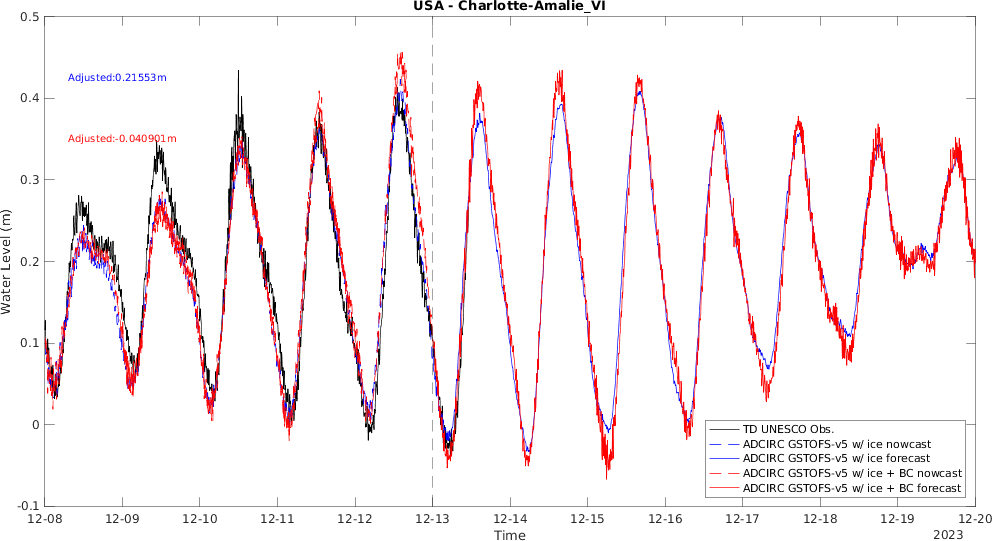 USA - Charlotte-Amalie_VI
0.5
0.4
0.3
0.2
0.1
0
-0.1
Water Level (m)
Adjusted:0.21553m
Adjusted:-0.040901m
TD UNESCO Obs.
ADCIRC GSTOFS-v5 w/ ice nowcast
ADCIRC GSTOFS-v5 w/ ice forecast
ADCIRC GSTOFS-v5 w/ ice + BC nowcast
ADCIRC GSTOFS-v5 w/ ice + BC forecast
12-08 12-09 12-10 12-11 12-12 12-13 12-14 12-15 12-16 12-17 12-18 12-19 12-20
Time
2023